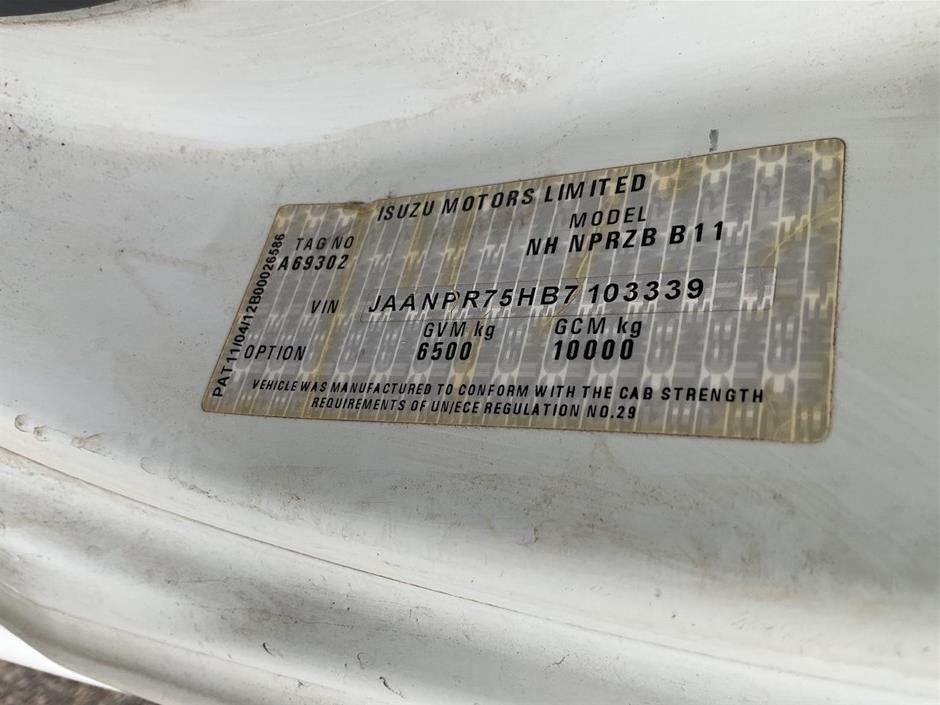 ISUZU MOTORS LIMITED
TAG NO
A69302
MODEL
NH NPRZB B11
VIN JAANPR75HB7103339
GVM kg
6500
GCM kg
10000
OPTION
VEHICLE WAS MANUFACTURED TO CONFORM WITH THE CAB STRENGTH
REQUIREMENTS OF UN/ECE REGULATION NO.29
PAT11/04/12B00026586